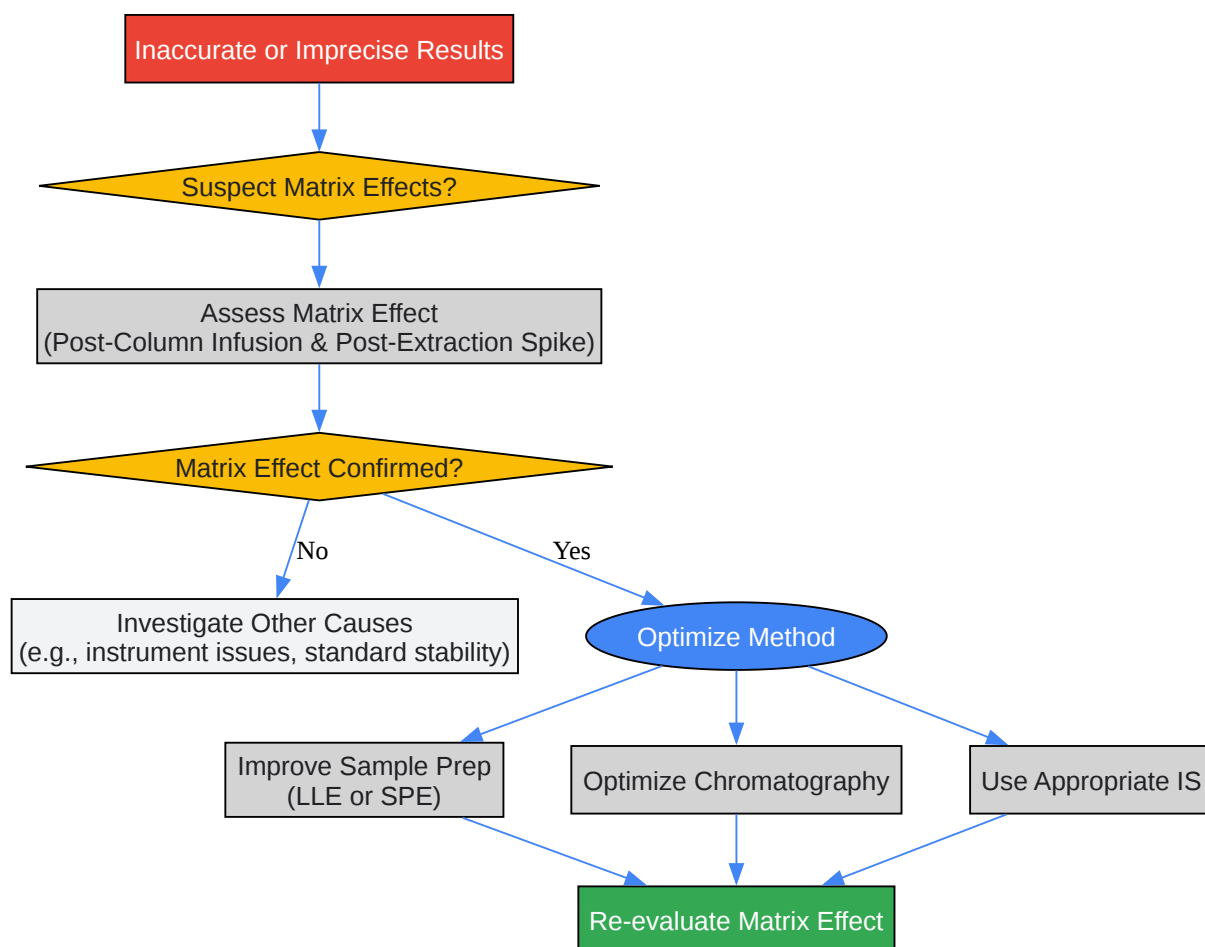 Inaccurate or Imprecise Results
Suspect Matrix Effects?
Assess Matrix Effect
(Post-Column Infusion & Post-Extraction Spike)
Matrix Effect Confirmed?
No
Yes
Investigate Other Causes
(e.g., instrument issues, standard stability)
Optimize Method
Improve Sample Prep
(LLE or SPE)
Optimize Chromatography
Use Appropriate IS
Re-evaluate Matrix Effect